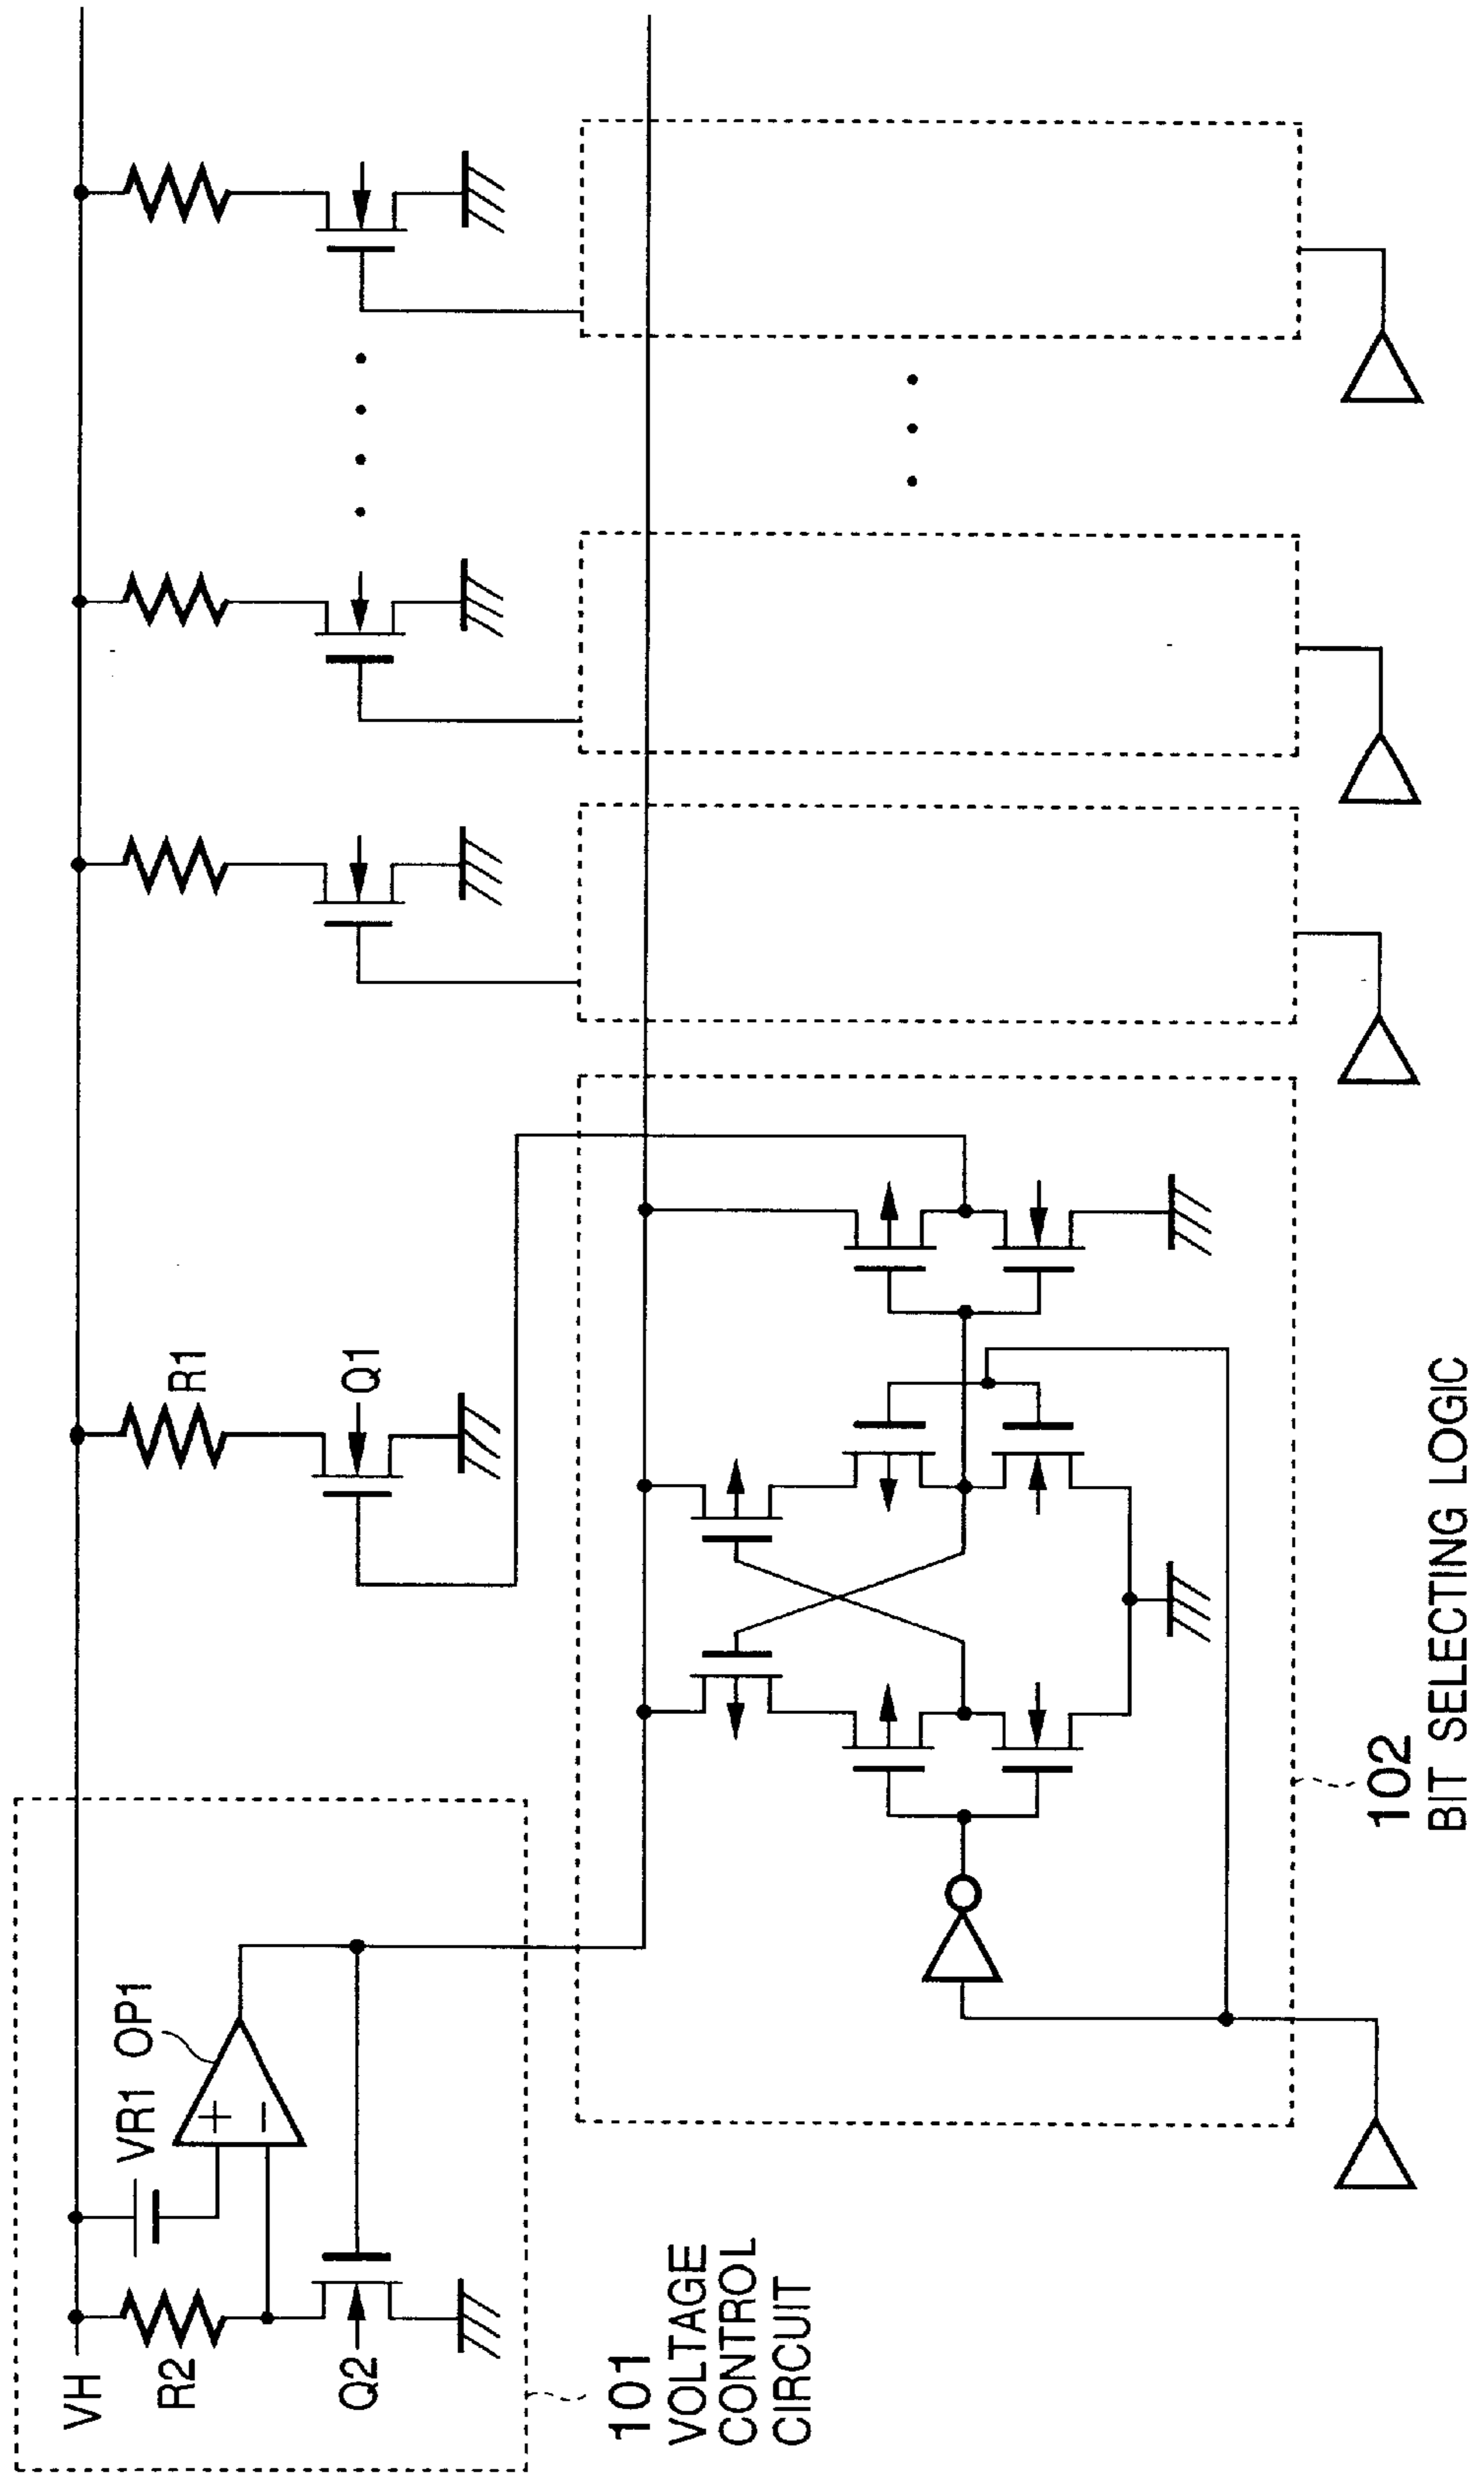 VH
R2
Q2
VR1
OP1
+
−
101
VOLTAGE
CONTROL
CIRCUIT
R1
Q1
102
BIT SELECTING LOGIC